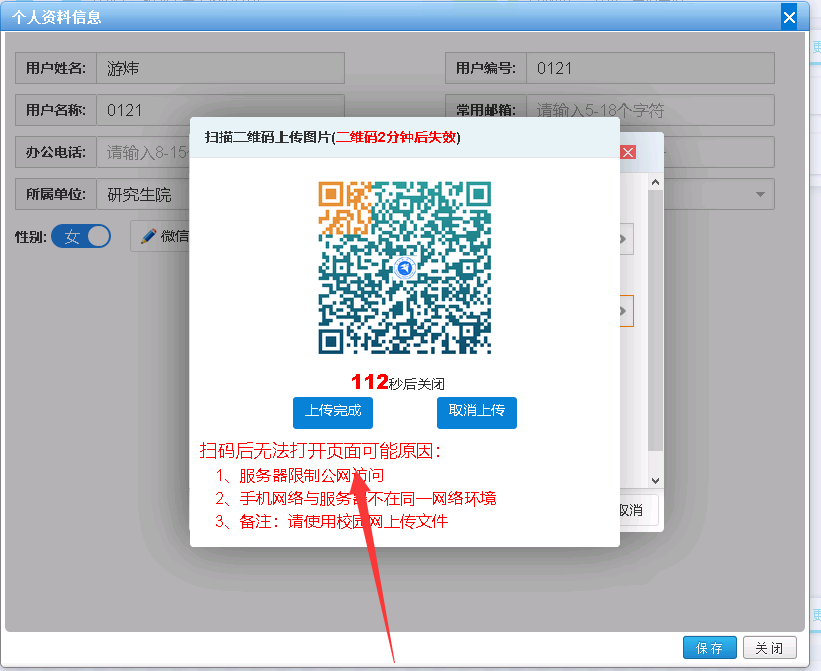 个人资料信息
用户姓名: 游炜
用户编号: 0121
用户名称: 0121
常用邮箱: 请输入5-18个字符
办公电话: 请输入8-15
所属单位: 研究生院
性别: 女 微信
扫描二维码上传图片(二维码2分钟后失效)
112秒后关闭
上传完成 取消上传
扫码后无法打开页面可能原因:
1、服务器限制公网访问
2、手机网络与服务器不在同一网络环境
3、备注：请使用校园网上传文件
取消
保存 关闭